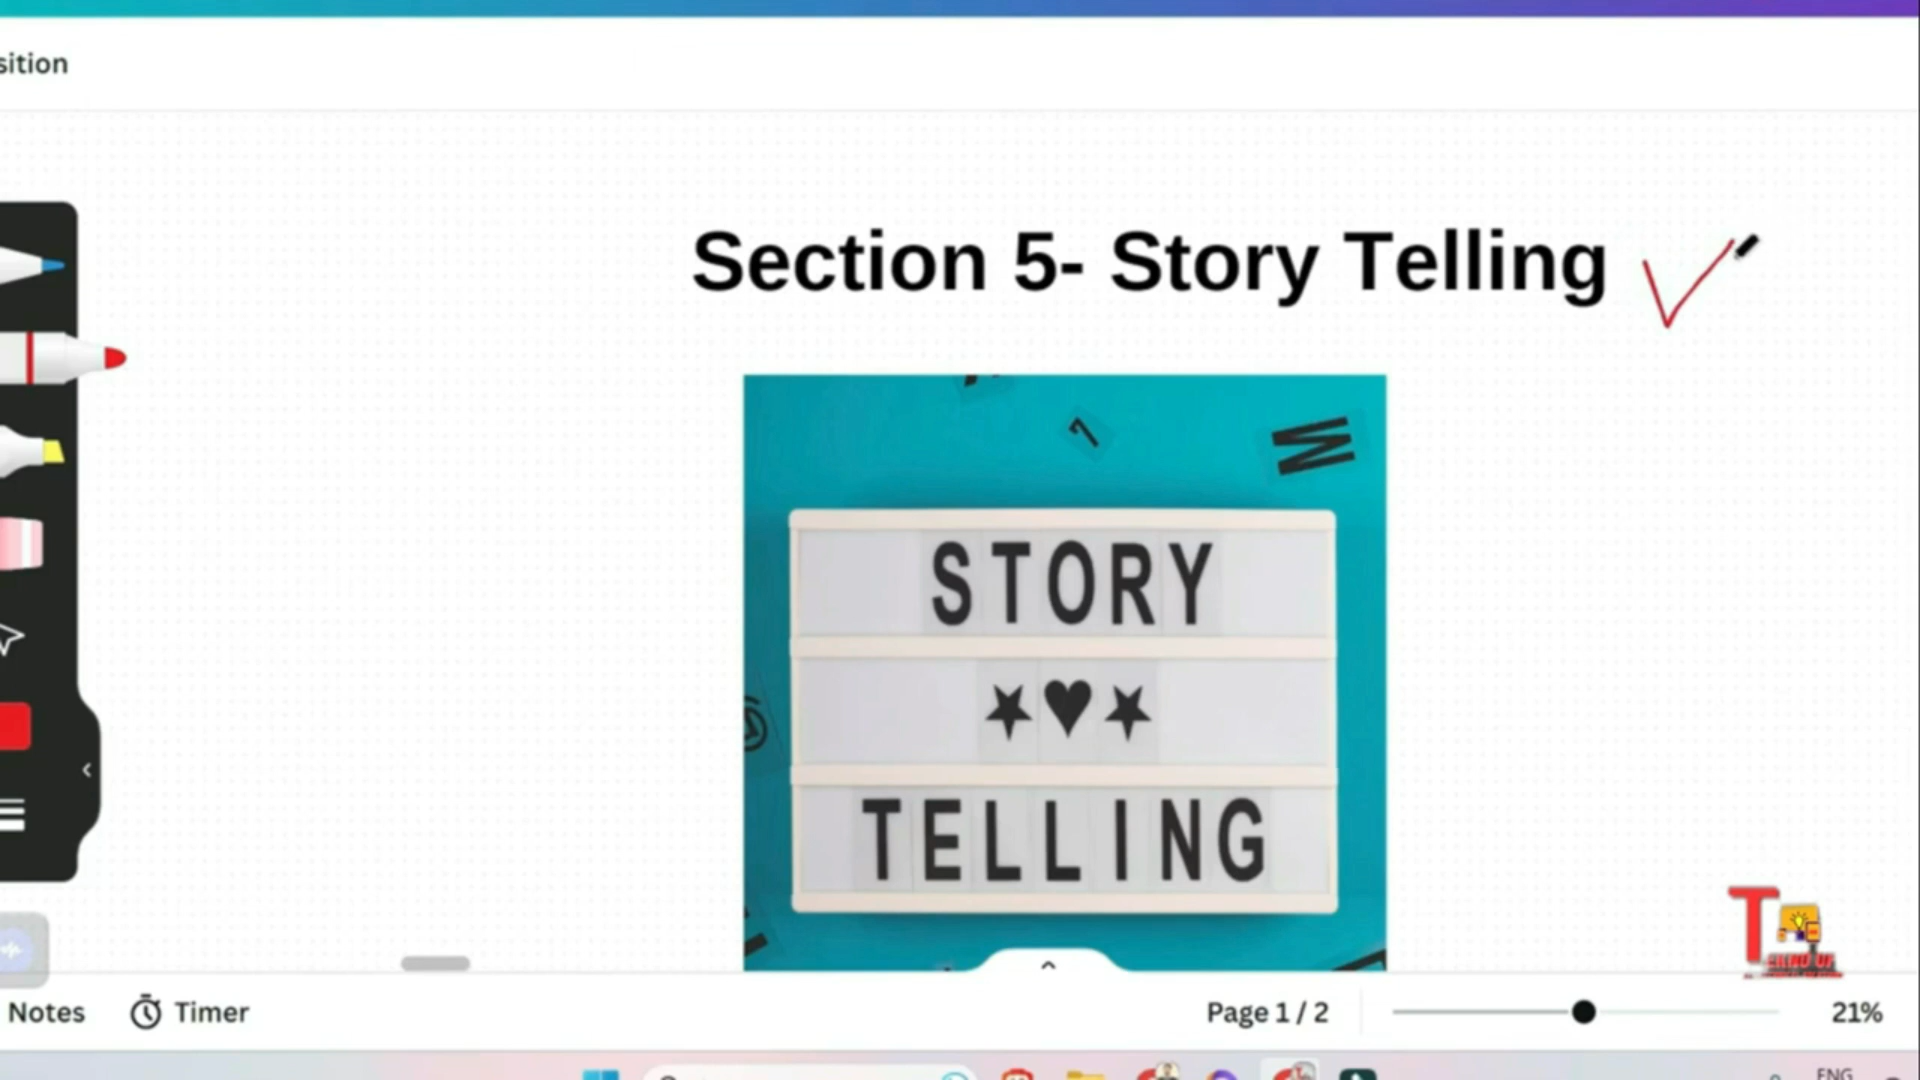 sition
Section 5- Story Telling
STORY
★♥★
TELLING
Notes
Timer
Page 1 / 2
21%
ENG